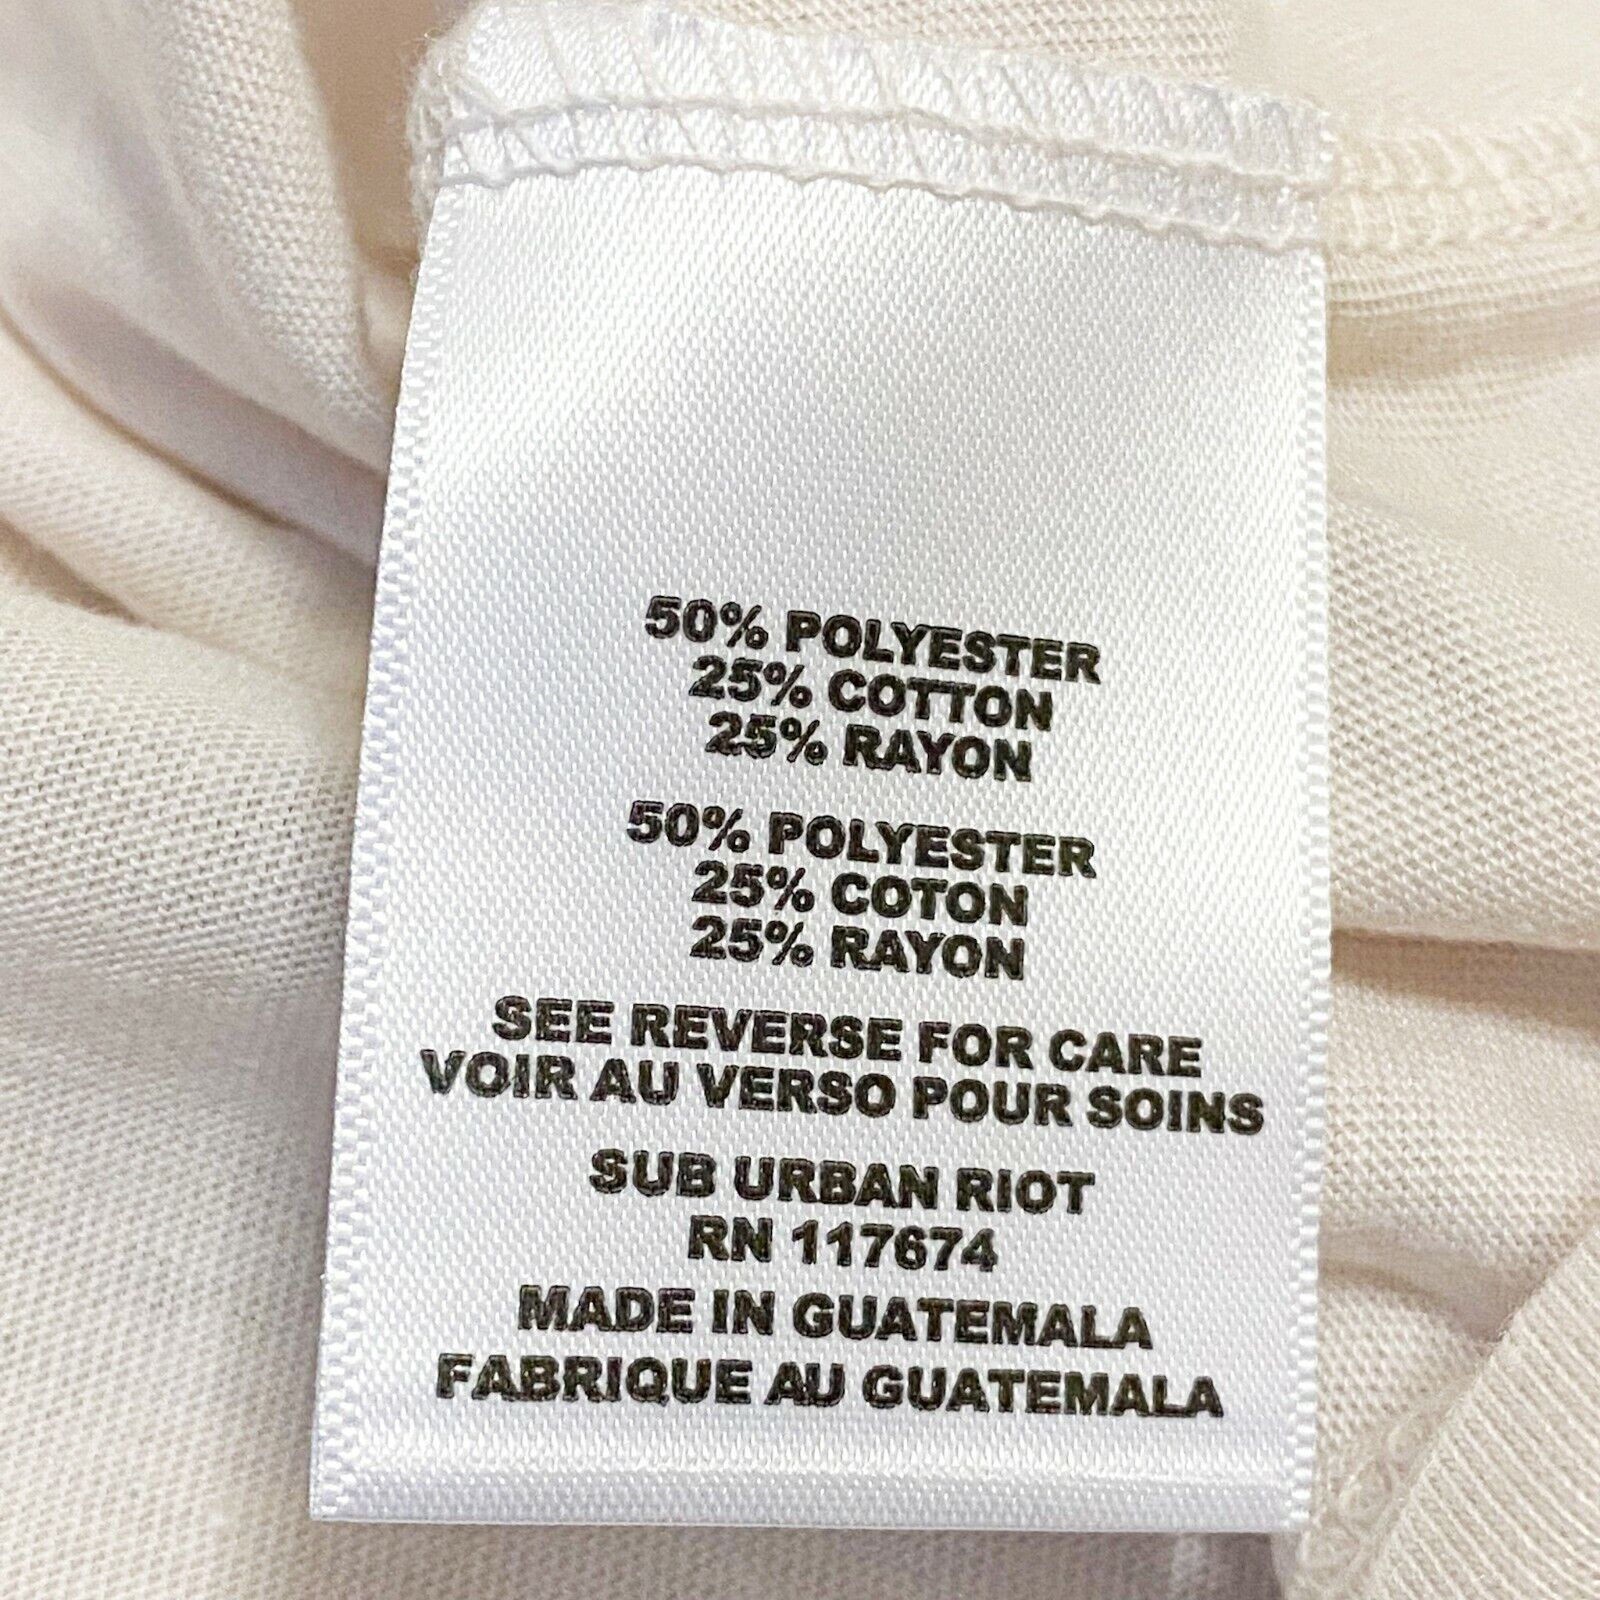 50% POLYESTER
25% COTTON
25% RAYON
50% POLYESTER
25% COTON
25% RAYON
SEE REVERSE FOR CARE
VOIR AU VERSO POUR SOINS
SUB URBAN RIOT
RN 117674
MADE IN GUATEMALA
FABRIQUE AU GUATEMALA